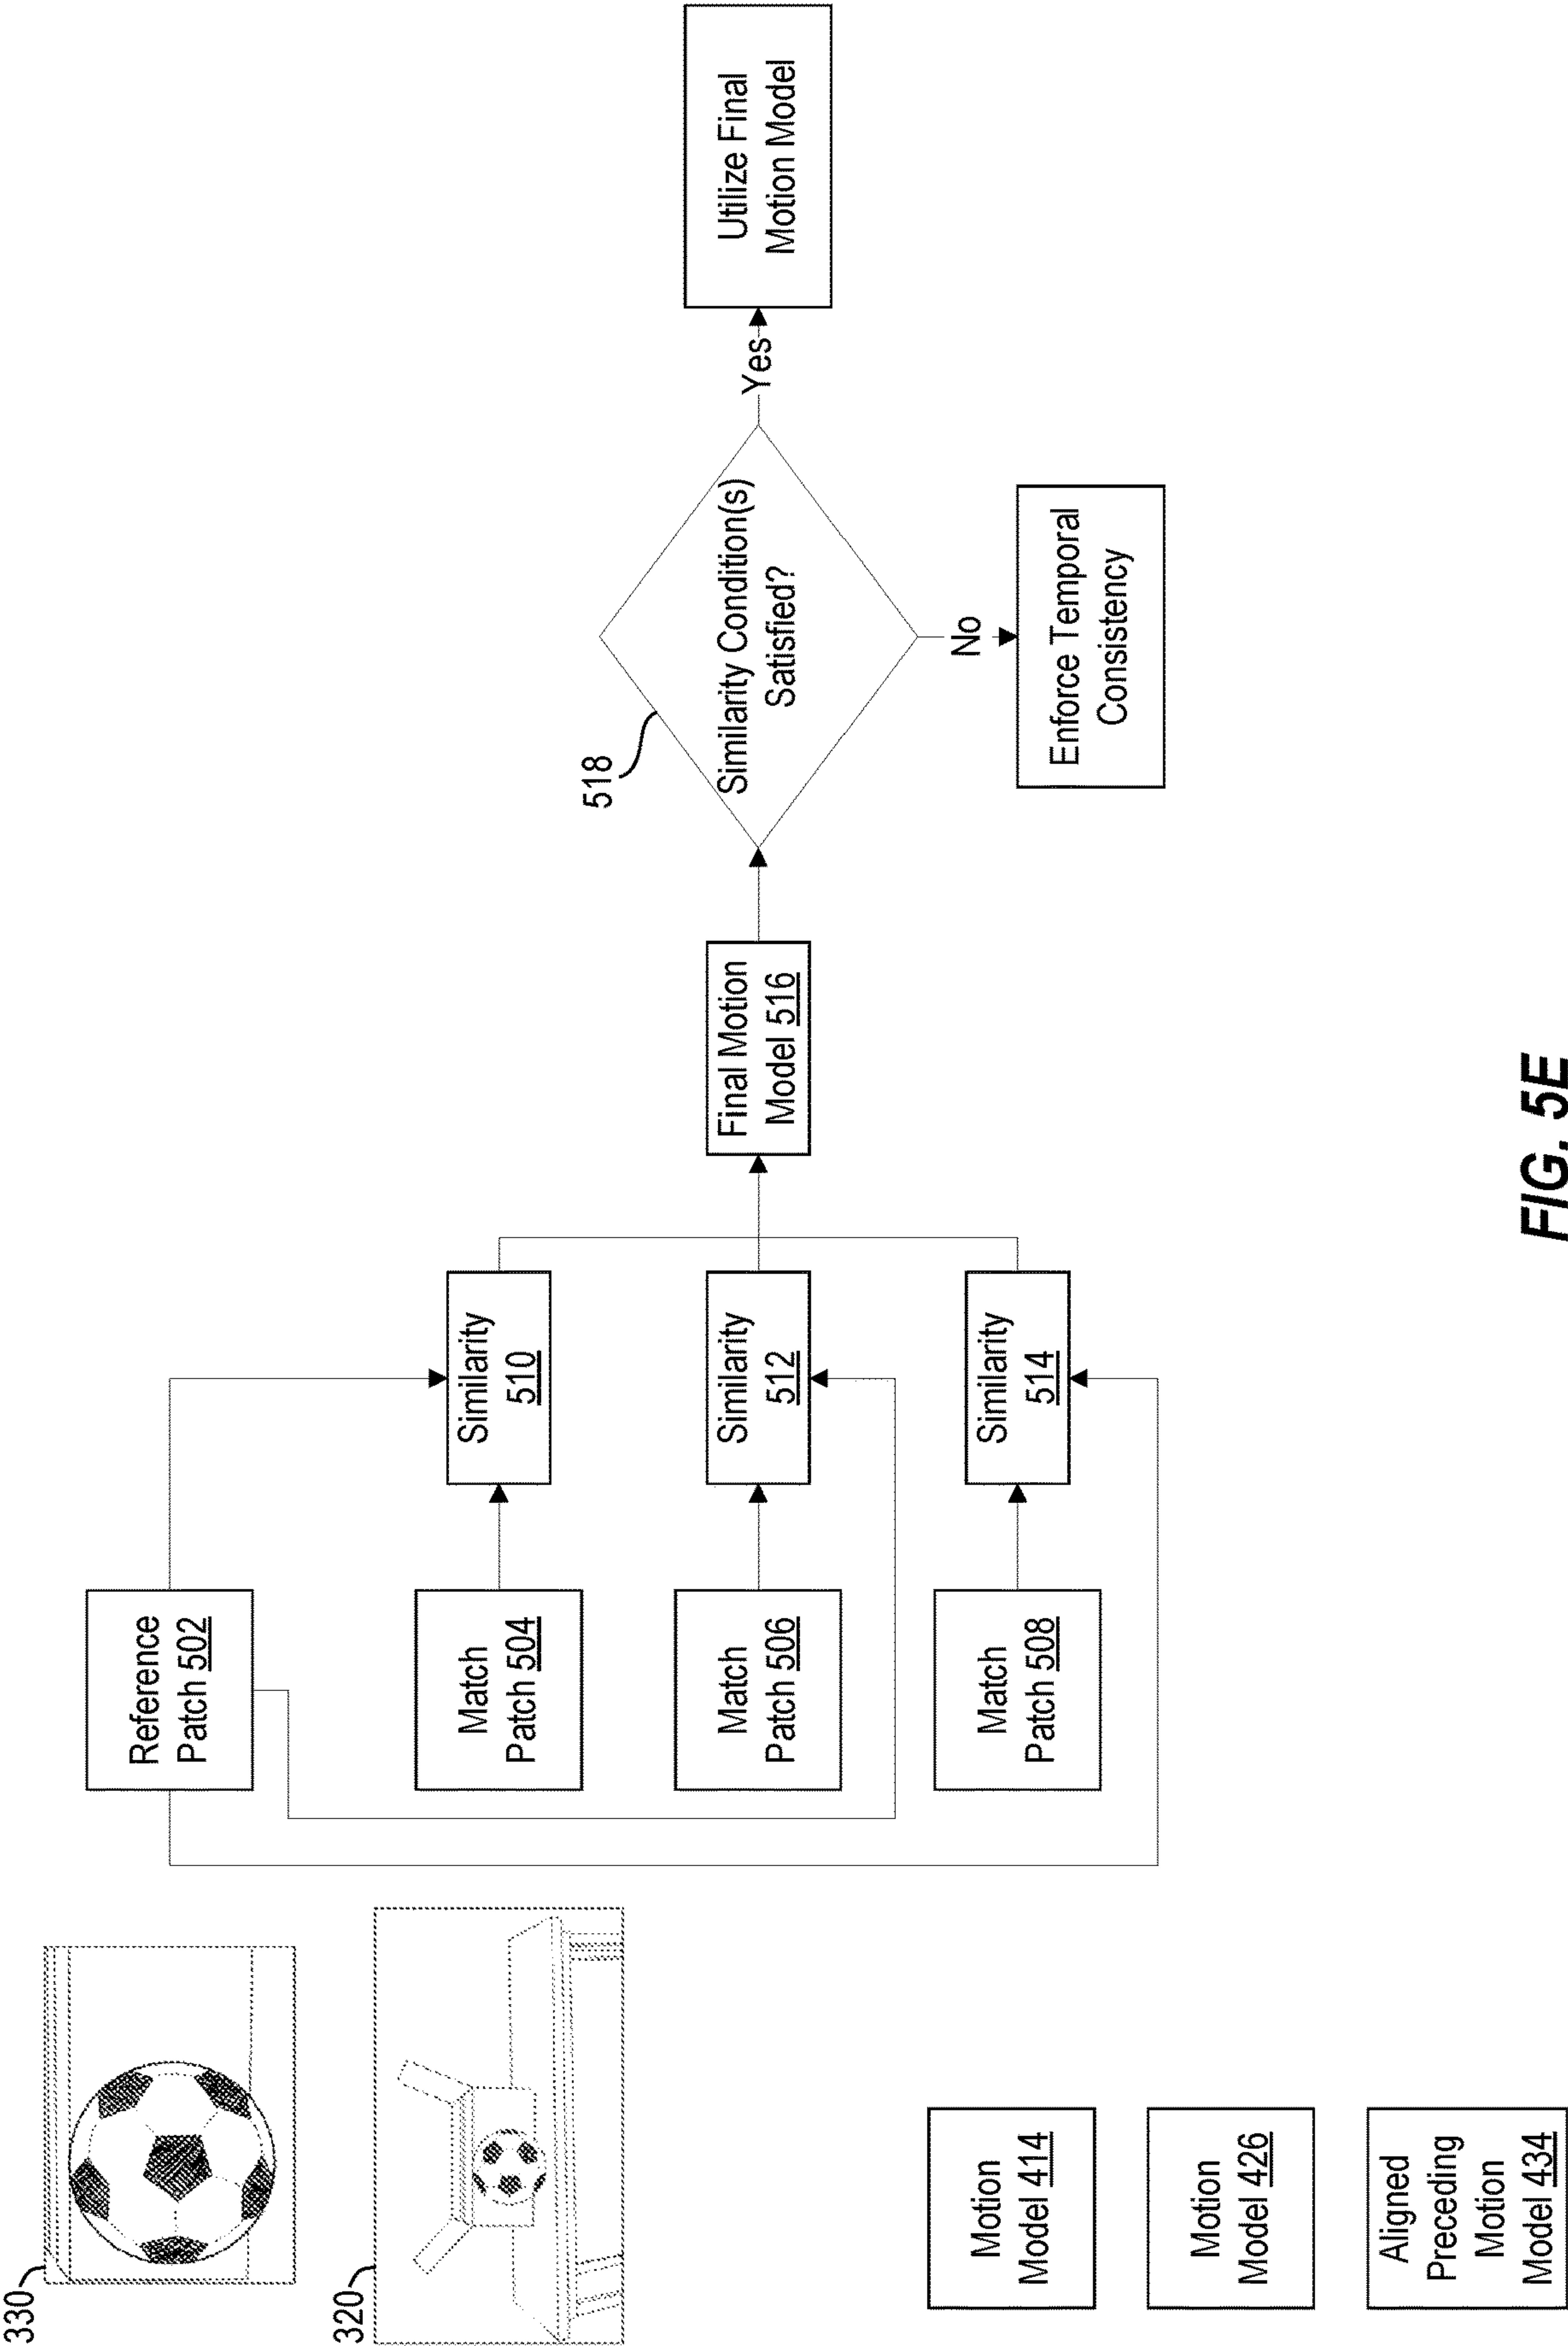 330
320
Motion
Model 414
Motion
Model 426
Aligned
Preceding
Motion
Model 434
Reference
Patch 502
Match
Patch 504
Match
Patch 506
Match
Patch 508
Similarity
510
Similarity
512
Similarity
514
Final Motion
Model 516
518
Similarity Condition(s)
Satisfied?
Yes
No
Utilize Final
Motion Model
Enforce Temporal
Consistency
FIG. 5E